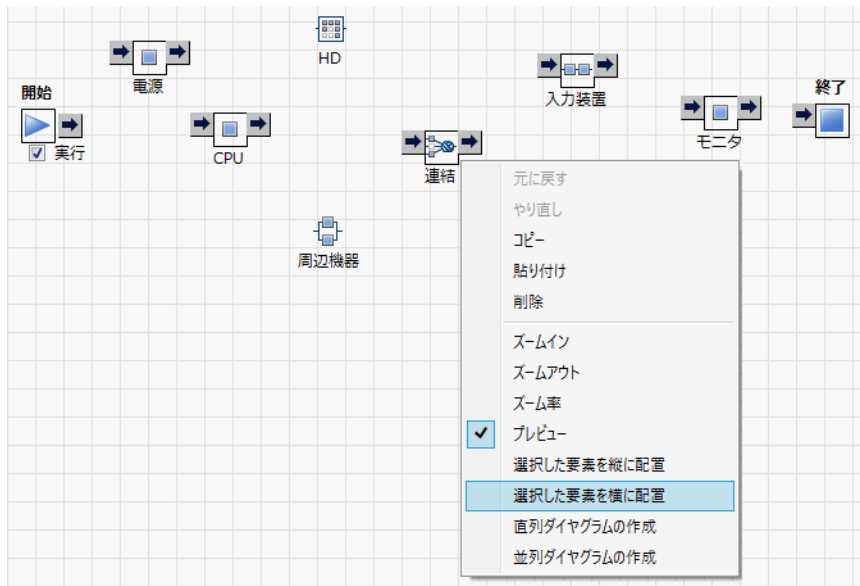 HD
電源
入力装置
開始
終了
実行
CPU
モニタ
連結
周辺機器
元に戻す
やり直し
コピー
貼り付け
削除
ズームイン
ズームアウト
ズーム率
プレビュー
選択した要素を縦に配置
選択した要素を横に配置
直列ダイヤグラムの作成
並列ダイヤグラムの作成